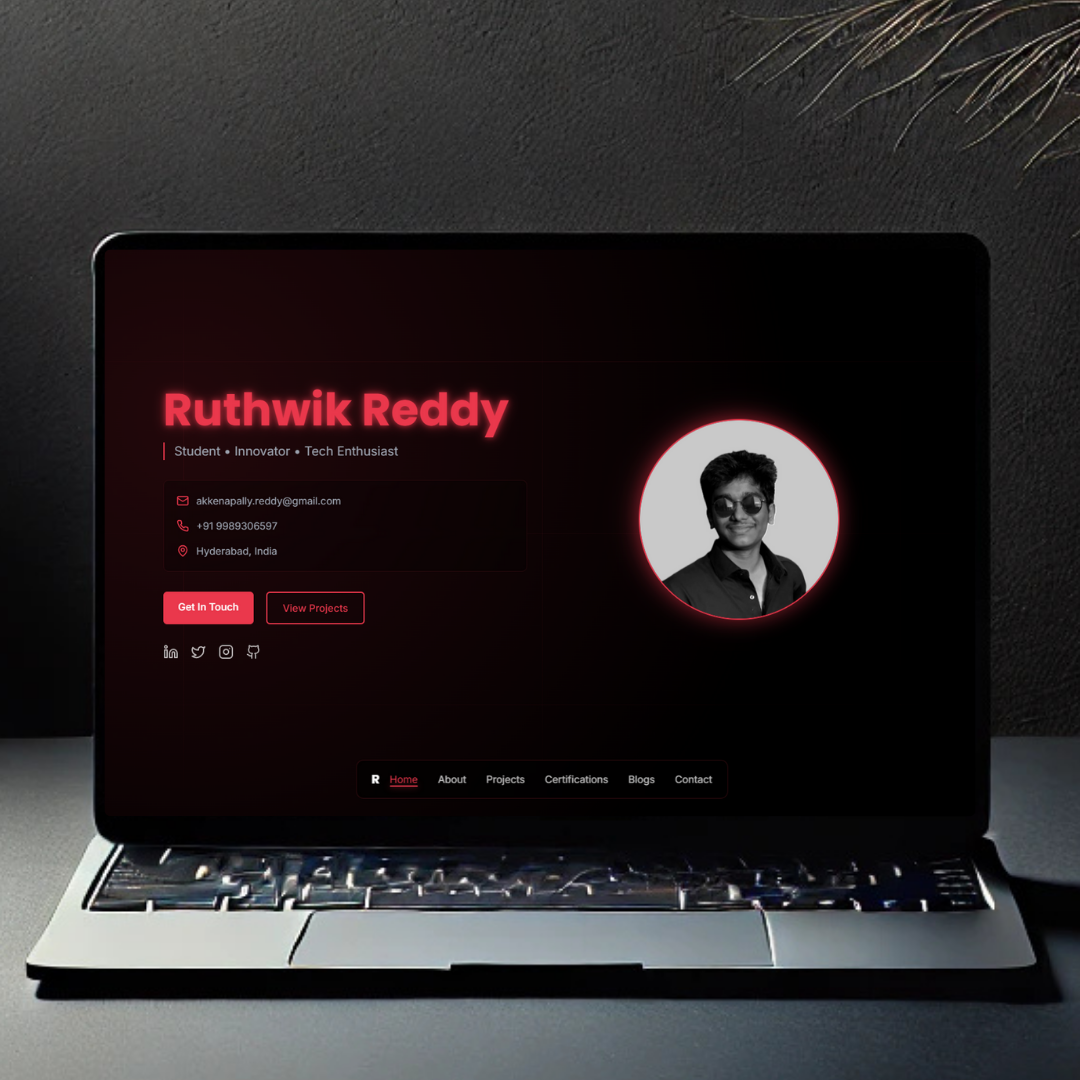 Ruthwik Reddy
Student • Innovator • Tech Enthusiast
akkenapally.reddy@gmail.com
+91 9989306597
Hyderabad, India
Get In Touch
View Projects
R Home About Projects Certifications Blogs Contact